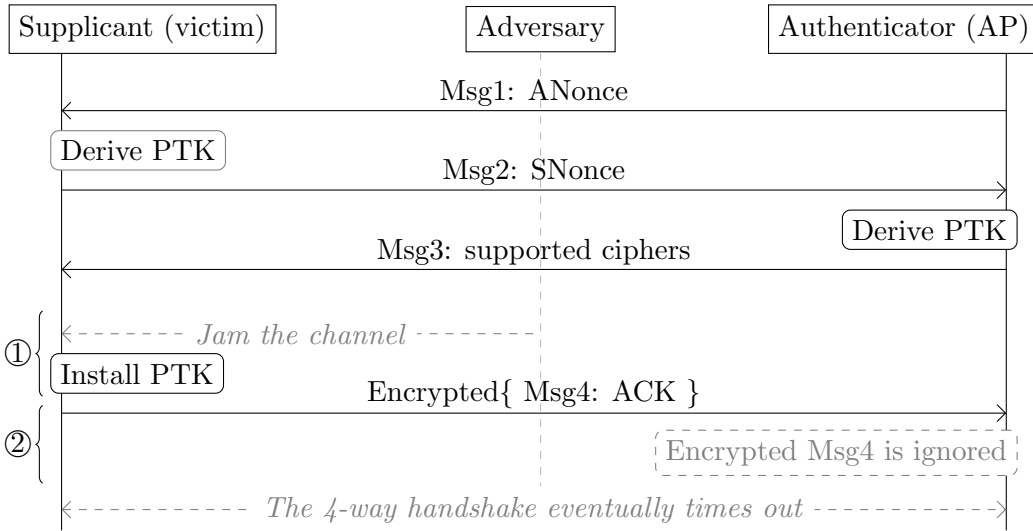 Supplicant (victim)
Adversary
Authenticator (AP)
Msg1: ANonce
Derive PTK
Msg2: SNonce
Derive PTK
Msg3: supported ciphers
Jam the channel
①
Install PTK
Encrypted{ Msg4: ACK }
②
Encrypted Msg4 is ignored
The 4-way handshake eventually times out